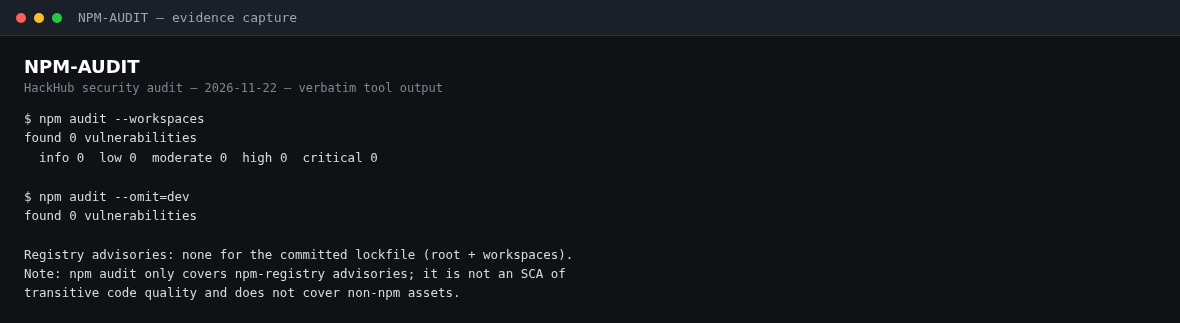 NPM-AUDIT — evidence capture
NPM-AUDIT
HackHub security audit — 2026-11-22 — verbatim tool output
$ npm audit --workspaces
found 0 vulnerabilities
  info 0  low 0  moderate 0  high 0  critical 0
$ npm audit --omit=dev
found 0 vulnerabilities
Registry advisories: none for the committed lockfile (root + workspaces).
Note: npm audit only covers npm-registry advisories; it is not an SCA of
transitive code quality and does not cover non-npm assets.